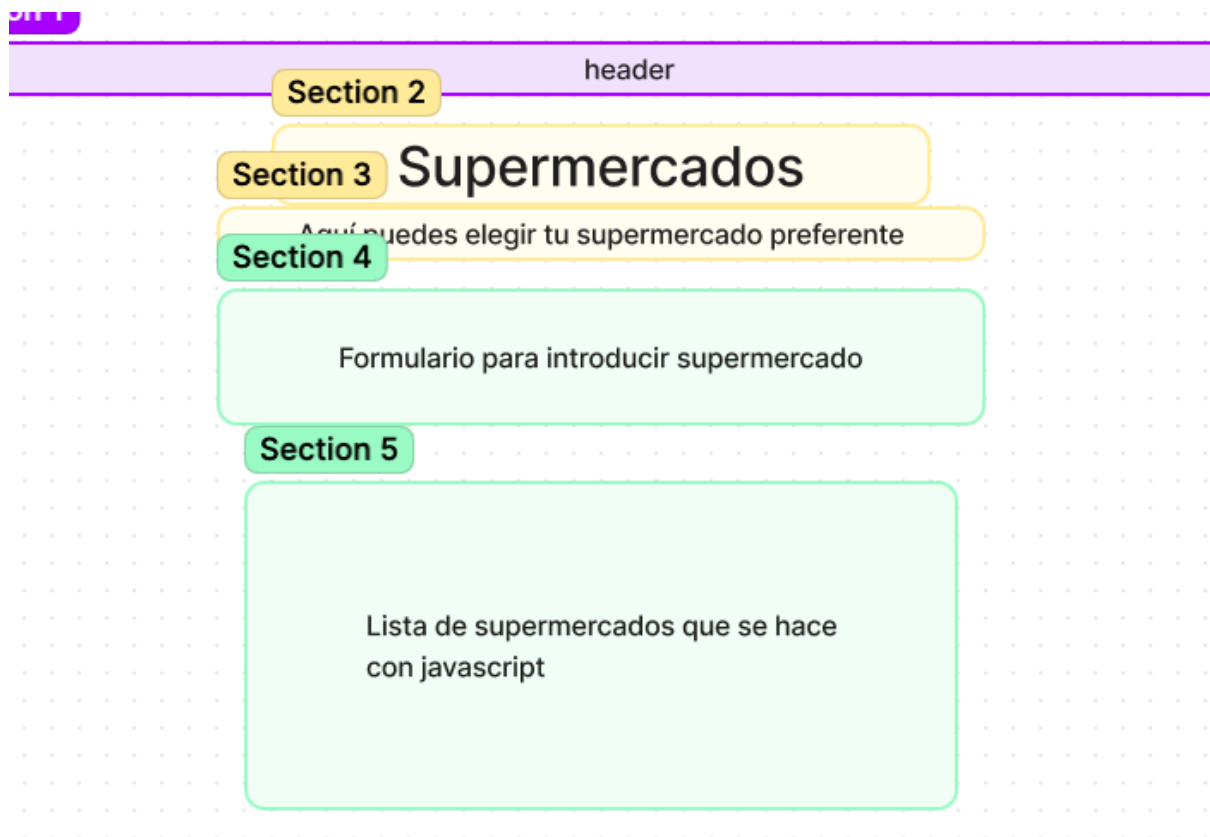 header
Section 2
Supermercados
Section 3
Aquí puedes elegir tu supermercado preferente
Section 4
Formulario para introducir supermercado
Section 5
Lista de supermercados que se hace
con javascript